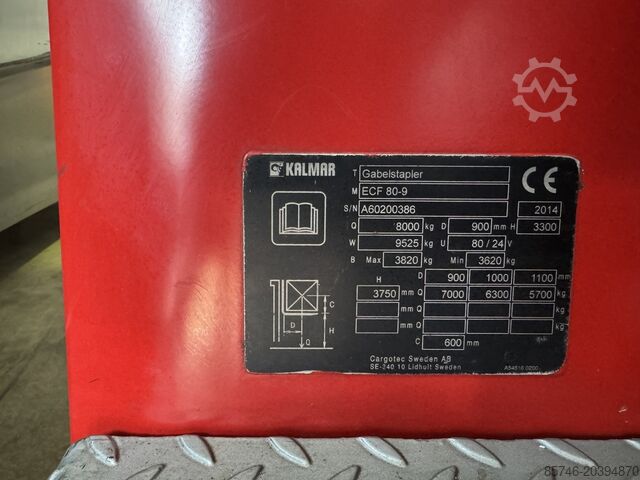 KALMAR
T Gabelstapler
M ECF 80-9
CE
S/N A60200386 2014
Q 8000 kg D 900 mm H 3300
W 9525 kg U 80 / 24 V
B Max 3820 kg Min 3620 kg
H D 900 1000 1100 mm
3750 mm Q 7000 6300 5700 kg
mm Q kg
mm Q kg
C 600 mm
C
D H
Q
Cargotec Sweden AB
SE-340 10 Lidhult Sweden
A54516.0200
85746-20394870